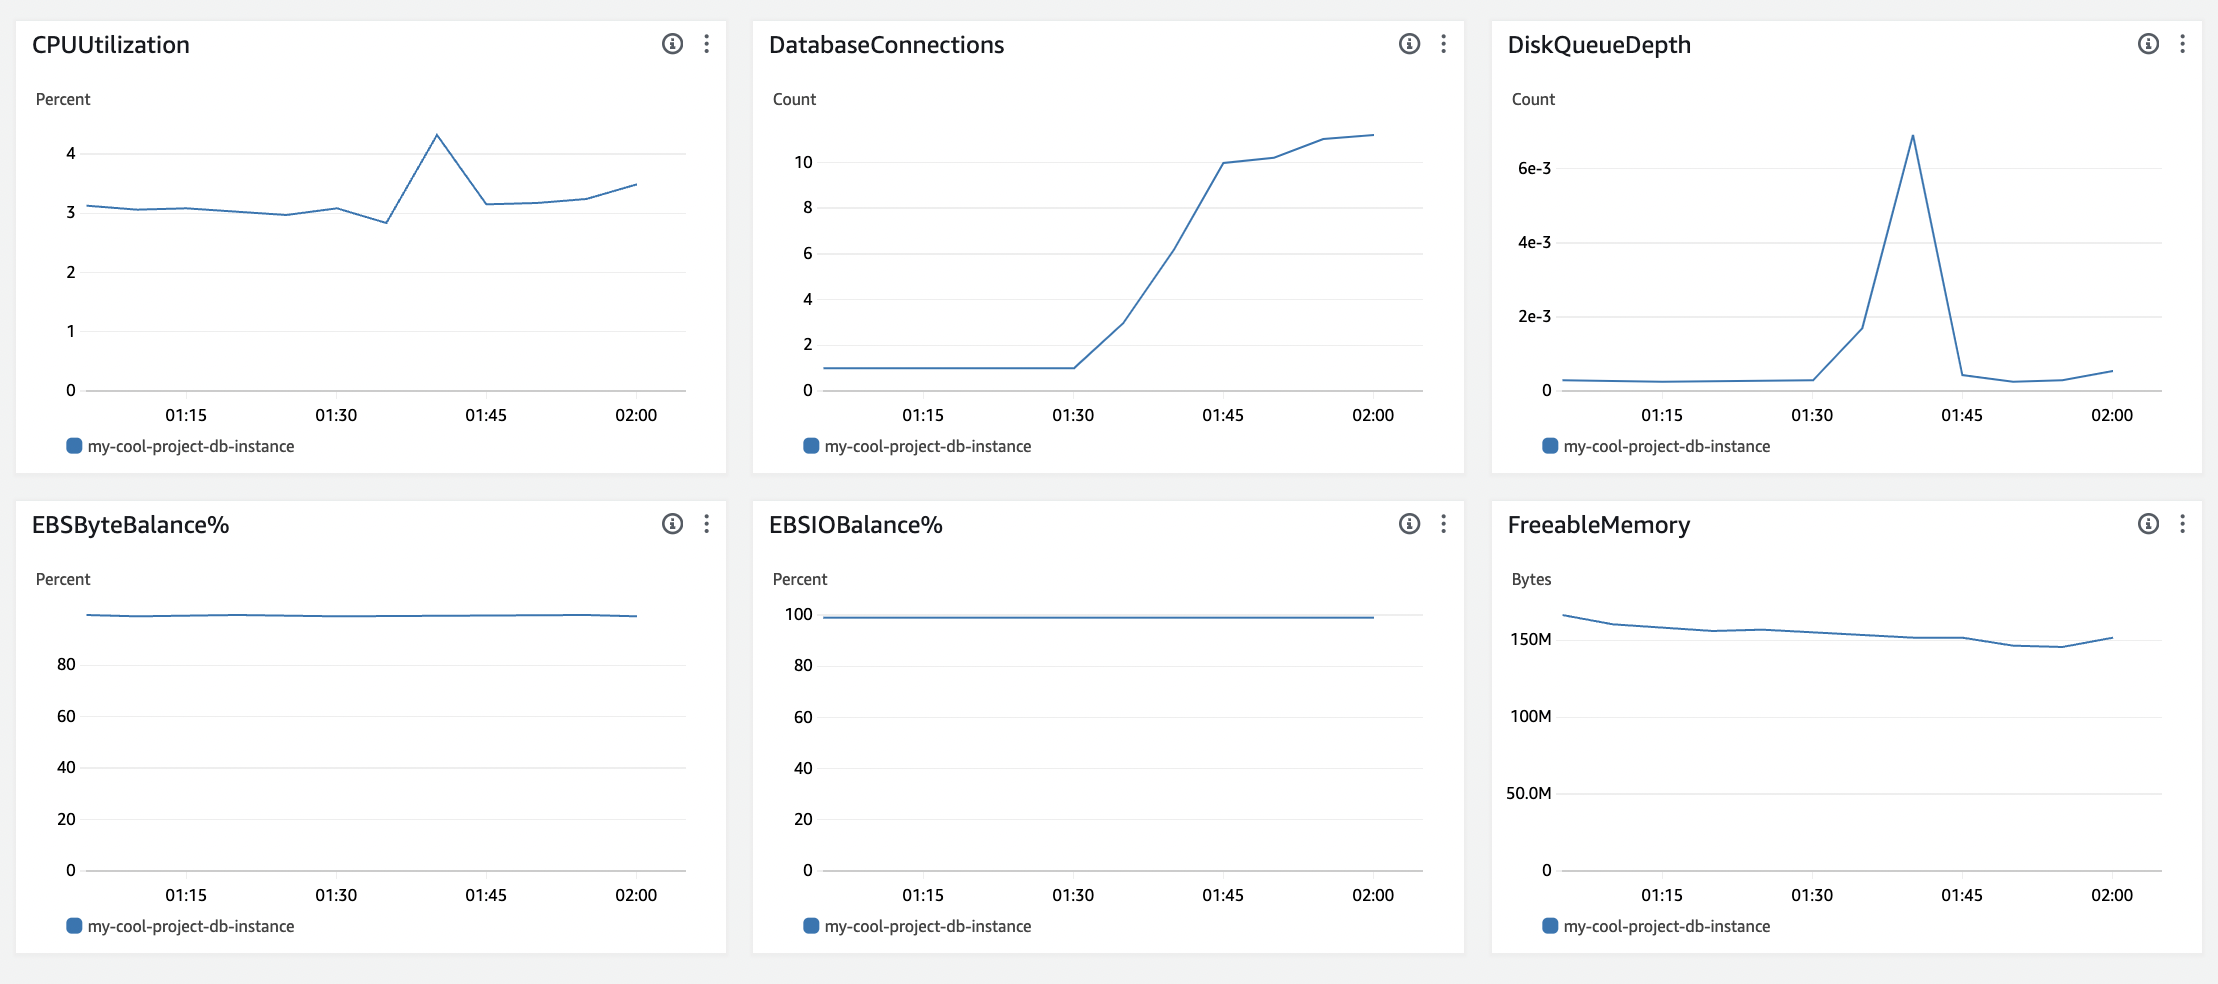 CPUUtilization
Percent
4
3
2
1
0
01:15 01:30 01:45 02:00
my-cool-project-db-instance
DatabaseConnections
Count
10
8
6
4
2
0
01:15 01:30 01:45 02:00
my-cool-project-db-instance
DiskQueueDepth
Count
6e-3
4e-3
2e-3
0
01:15 01:30 01:45 02:00
my-cool-project-db-instance
EBSByteBalance%
Percent
80
60
40
20
0
01:15 01:30 01:45 02:00
my-cool-project-db-instance
EBSIOBalance%
Percent
100
80
60
40
20
0
01:15 01:30 01:45 02:00
my-cool-project-db-instance
FreeableMemory
Bytes
150M
100M
50.0M
0
01:15 01:30 01:45 02:00
my-cool-project-db-instance